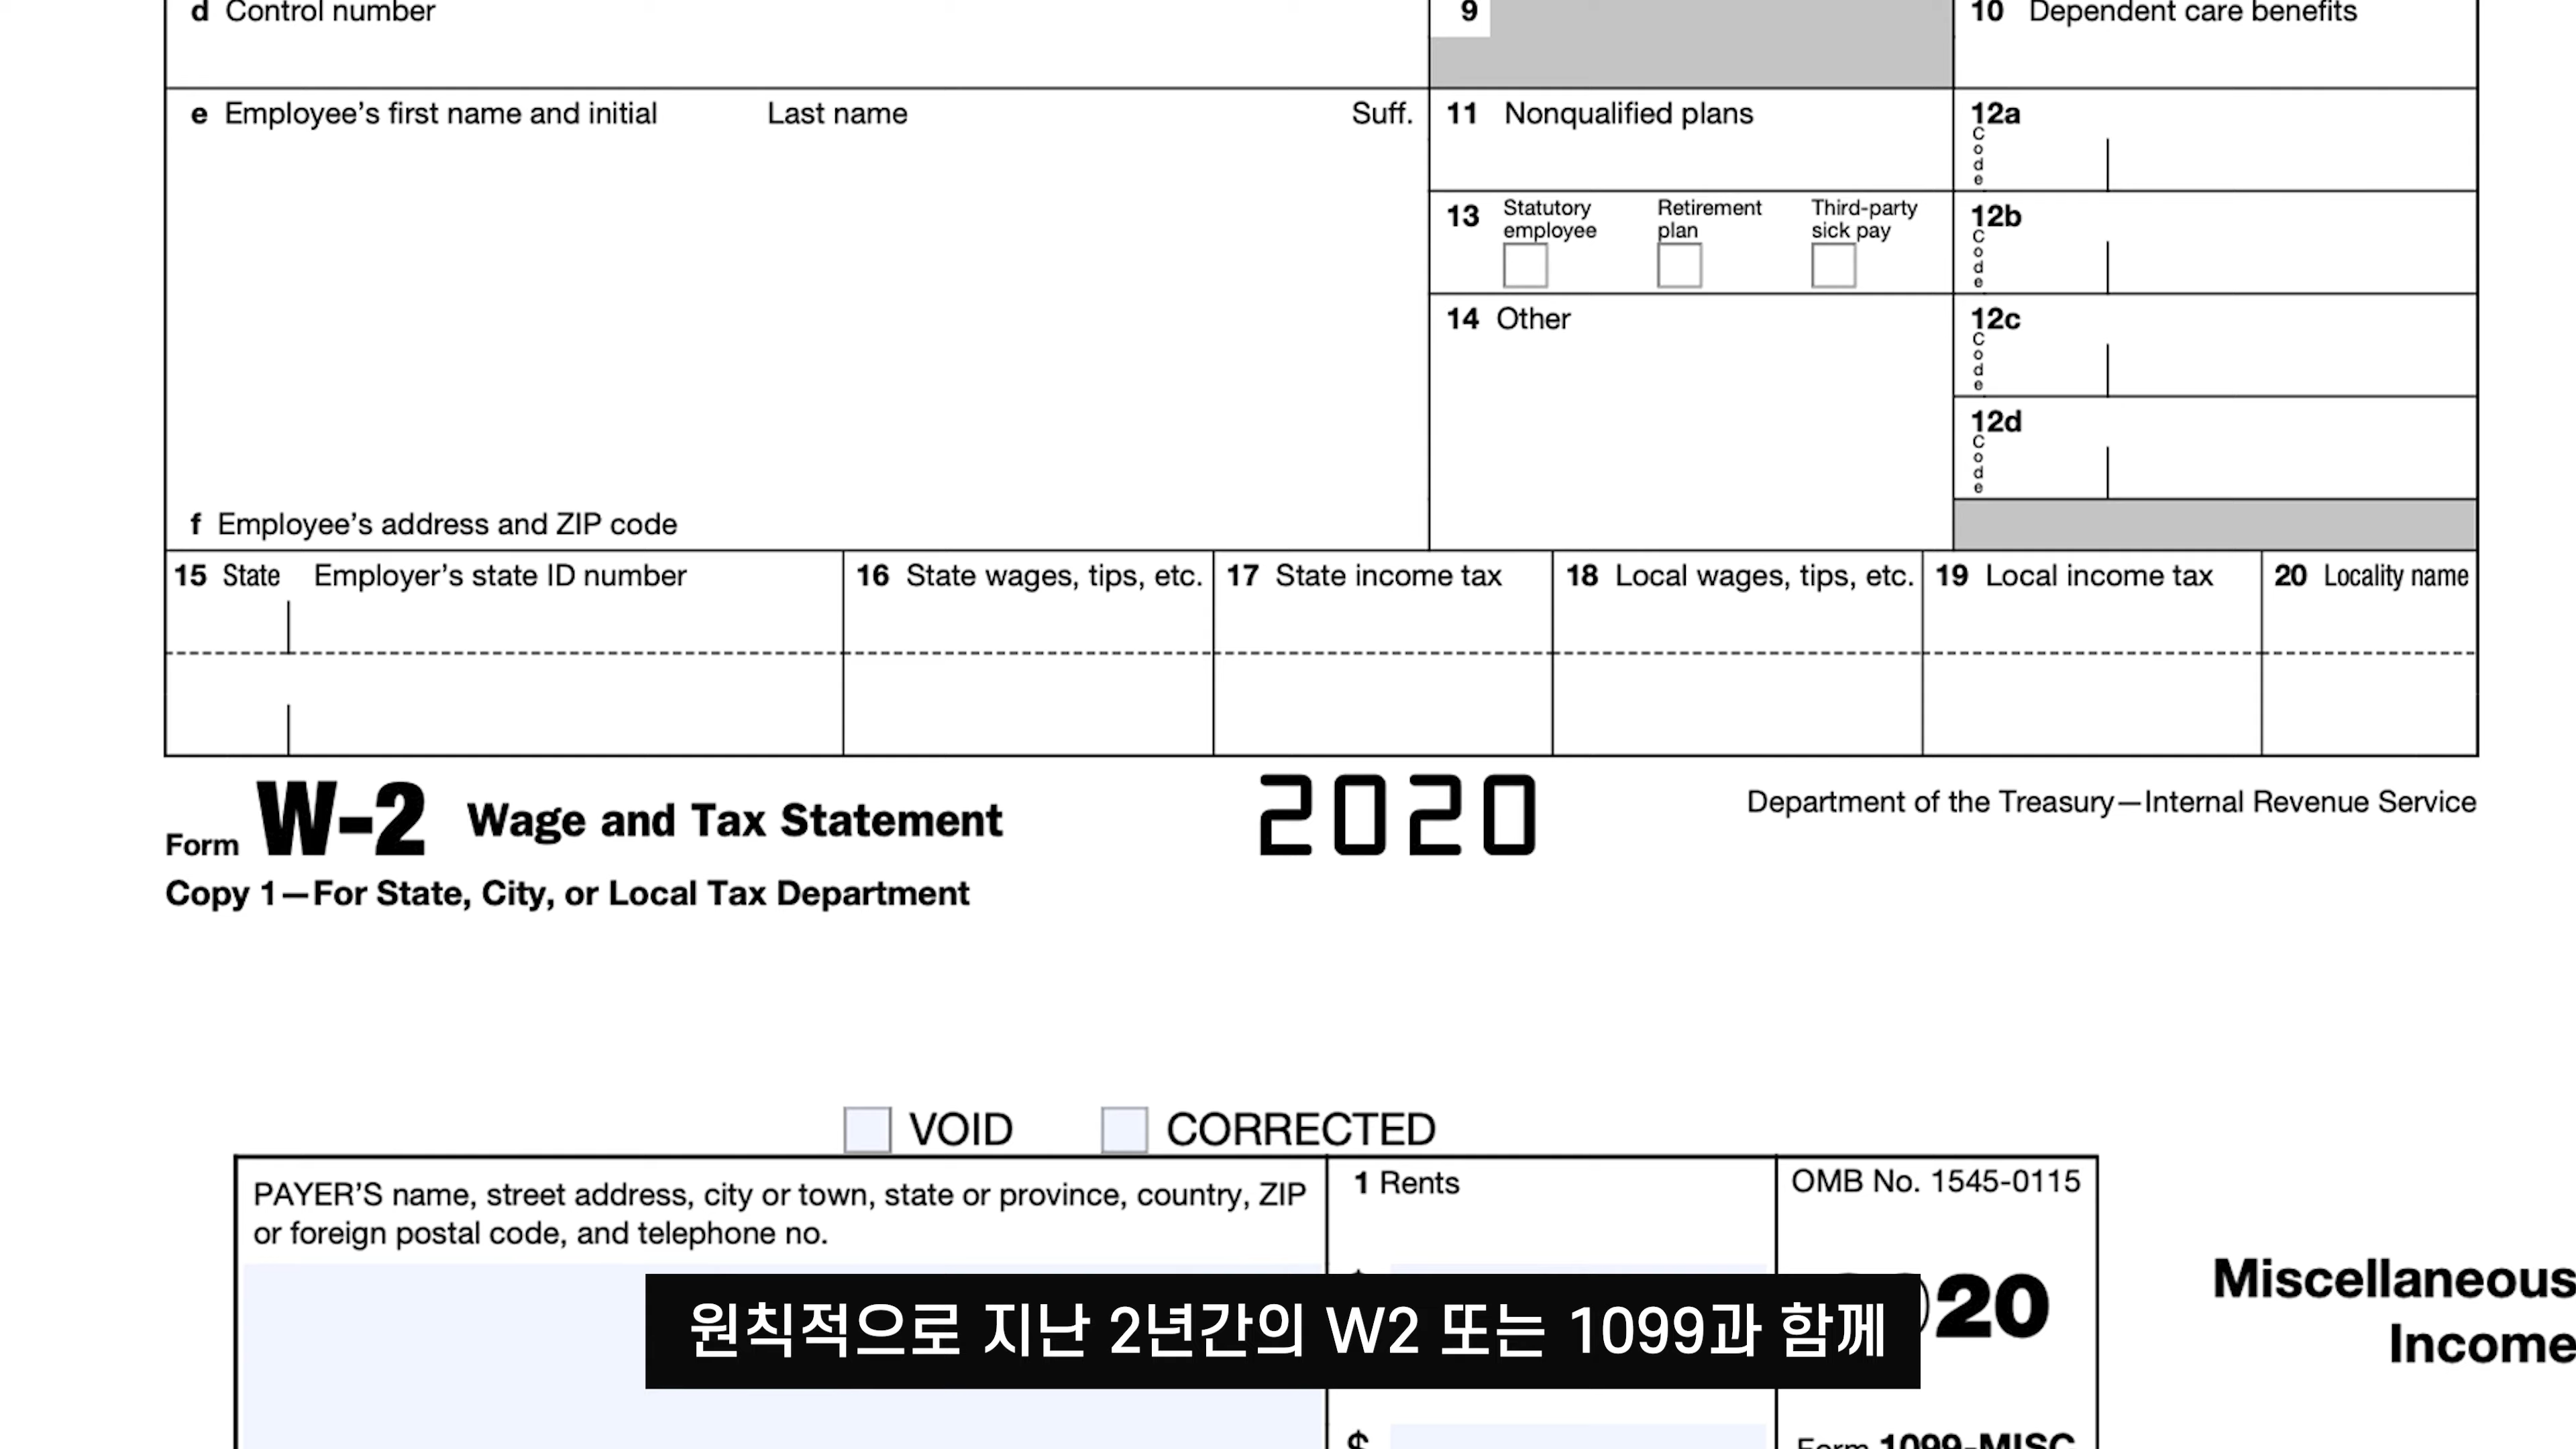 d Control number
9
10 Dependent care benefits
e Employee's first name and initial Last name Suff.
11 Nonqualified plans
12a
Code
13 Statutory employee Retirement plan Third-party sick pay
12b
Code
14 Other
12c
Code
12d
Code
f Employee's address and ZIP code
15 State Employer's state ID number
16 State wages, tips, etc.
17 State income tax
18 Local wages, tips, etc.
19 Local income tax
20 Locality name
Form W-2 Wage and Tax Statement
2020
Department of the Treasury—Internal Revenue Service
Copy 1—For State, City, or Local Tax Department
VOID CORRECTED
PAYER'S name, street address, city or town, state or province, country, ZIP
or foreign postal code, and telephone no.
1 Rents
OMB No. 1545-0115
20
Miscellaneous
Income
원칙적으로 지난 2년간의 W2 또는 1099과 함께
$
Form 1099-MISC